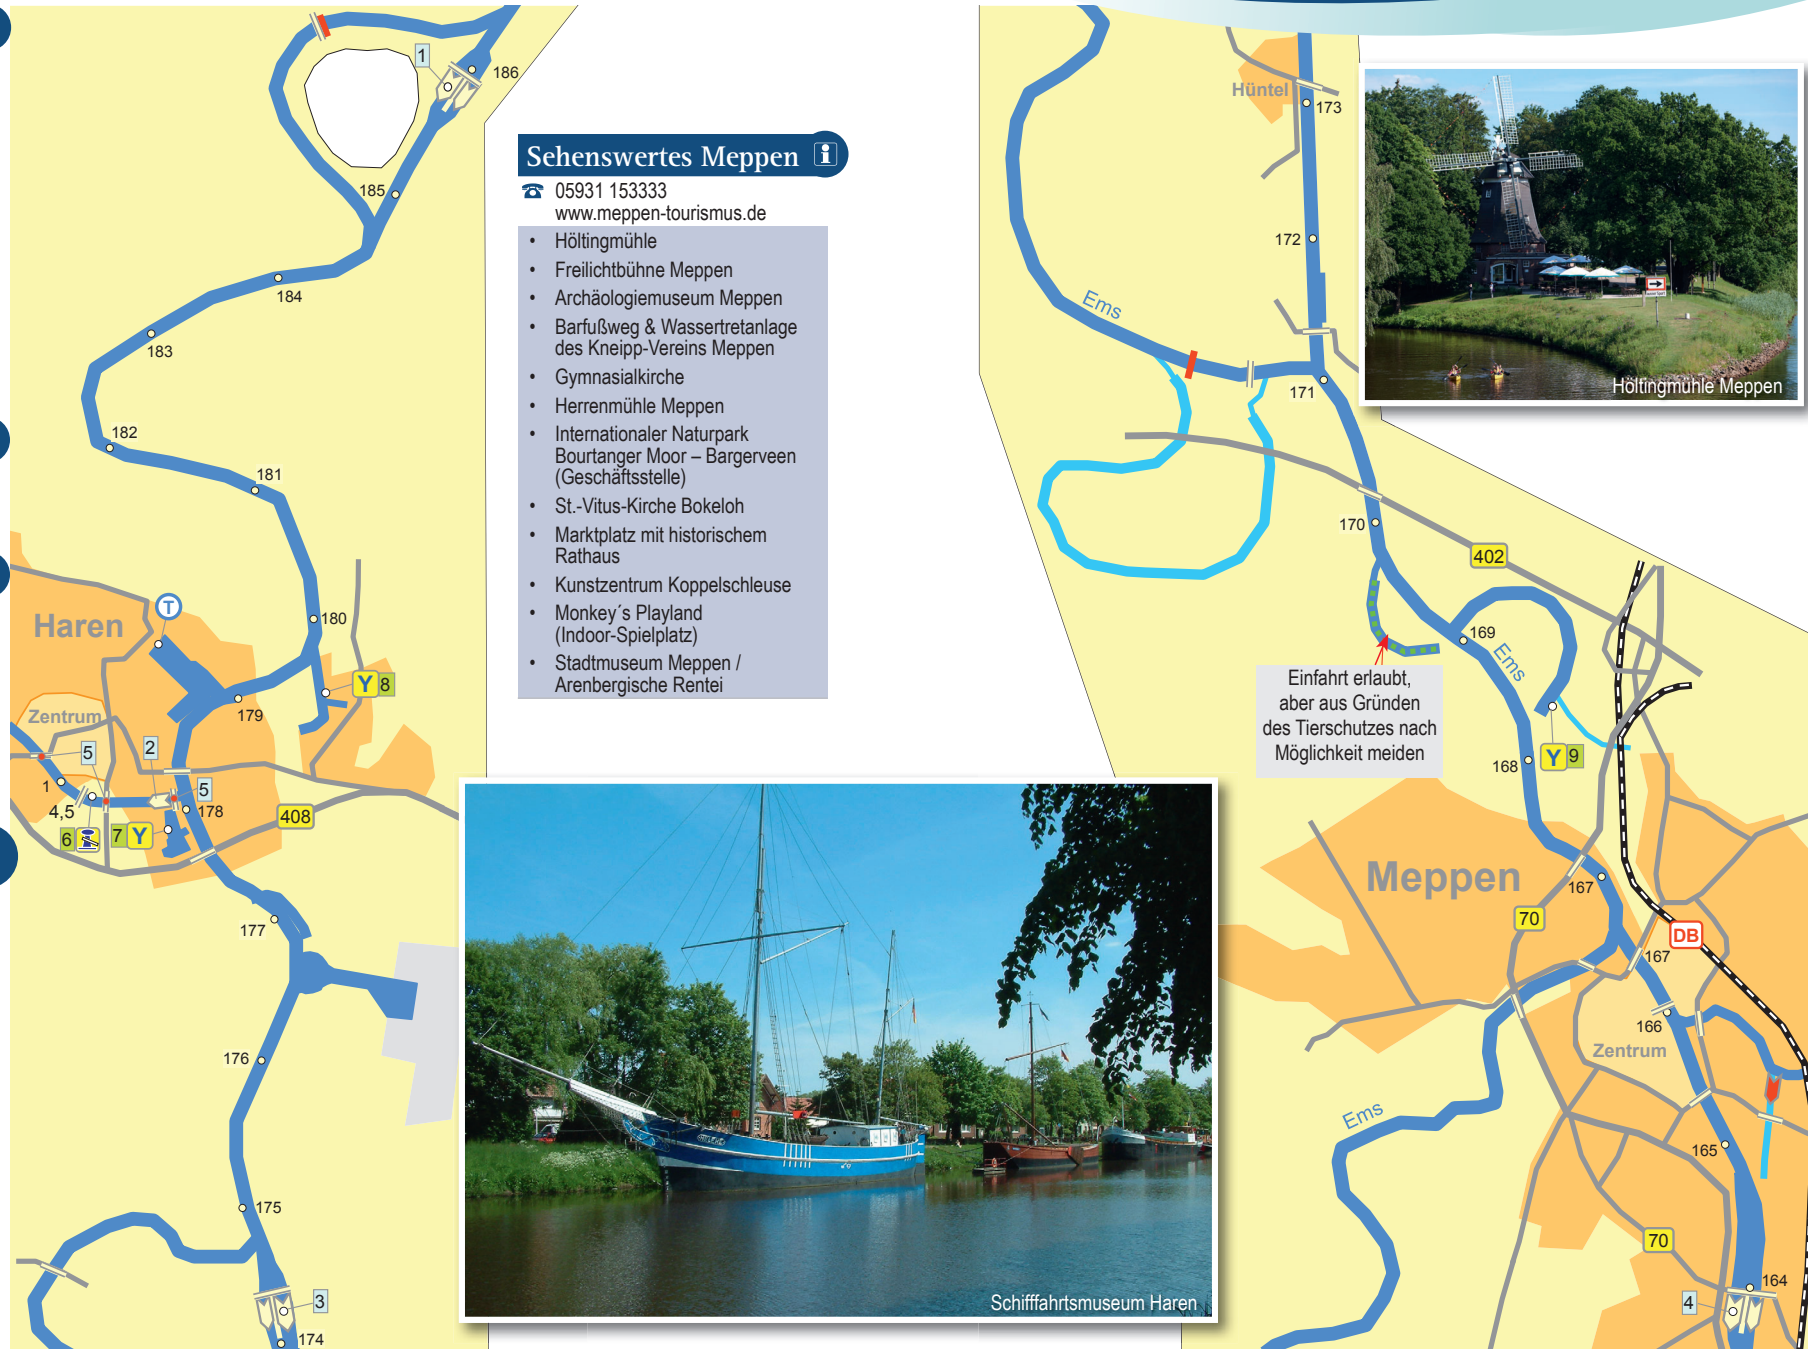 1
186
185
184
183
182
181
180
Haren
T
179
Y 8
Zentrum
5
2
1
4,5
5
178
6
7 Y
408
177
176
175
3
174
Sehenswertes Meppen i
05931 153333
www.meppen-tourismus.de
• Höltingmühle
• Freilichtbühne Meppen
• Archäologiemuseum Meppen
• Barfußweg & Wassertretanlage
des Kneipp-Vereins Meppen
• Gymnasialkirche
• Herrenmühle Meppen
• Internationaler Naturpark
Bourtanger Moor – Bargerveen
(Geschäftsstelle)
• St.-Vitus-Kirche Bokeloh
• Marktplatz mit historischem
Rathaus
• Kunstzentrum Koppelschleuse
• Monkey´s Playland
(Indoor-Spielplatz)
• Stadtmuseum Meppen /
Arenbergische Rentei
Schifffahrtsmuseum Haren
Hüntel
173
172
Ems
171
Höltingmühle Meppen
170
402
169
Ems
Einfahrt erlaubt,
aber aus Gründen
des Tierschutzes nach
Möglichkeit meiden
168
Y 9
Meppen
167
70
DB
167
166
Zentrum
Ems
165
70
164
4